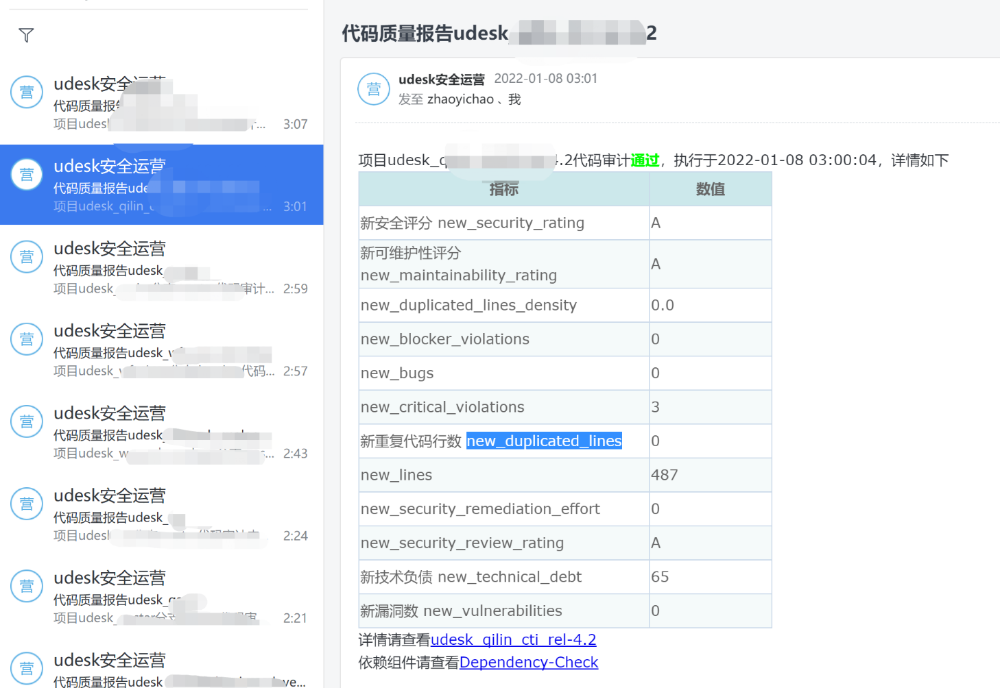 营
udesk安全运营
代码质量报
项目udesk
3:07
营
udesk安全运营
代码质量报告ude
项目udesk_qilin_c
... 3:01
营
udesk安全运营
代码质量报告udesk_
项目udesk_ 代码审计... 2:59
营
udesk安全运营
代码质量报告udesk_v
项目udesk_v 代码... 2:57
营
udesk安全运营
代码质量报告udesk_
项目udesk_w s... 2:43
营
udesk安全运营
代码质量报告udesk_
项目udesk
2:24
营
udesk安全运营
代码质量报告udesk_
项目udesk_
2:21
营
udesk安全运营
代码质量报告udesk
ve...
代码质量报告udesk 2
营
udesk安全运营 2022-01-08 03:01
发至 zhaoyichao 、我
项目udesk_q 4.2代码审计通过，执行于2022-01-08 03:00:04，详情如下
指标 数值
新安全评分 new_security_rating A
新可维护性评分
new_maintainability_rating A
new_duplicated_lines_density 0.0
new_blocker_violations 0
new_bugs 0
new_critical_violations 3
新重复代码行数 new_duplicated_lines 0
new_lines 487
new_security_remediation_effort 0
new_security_review_rating A
新技术负债 new_technical_debt 65
新漏洞数 new_vulnerabilities 0
详情请查看udesk_qilin_cti_rel-4.2
依赖组件请查看Dependency-Check